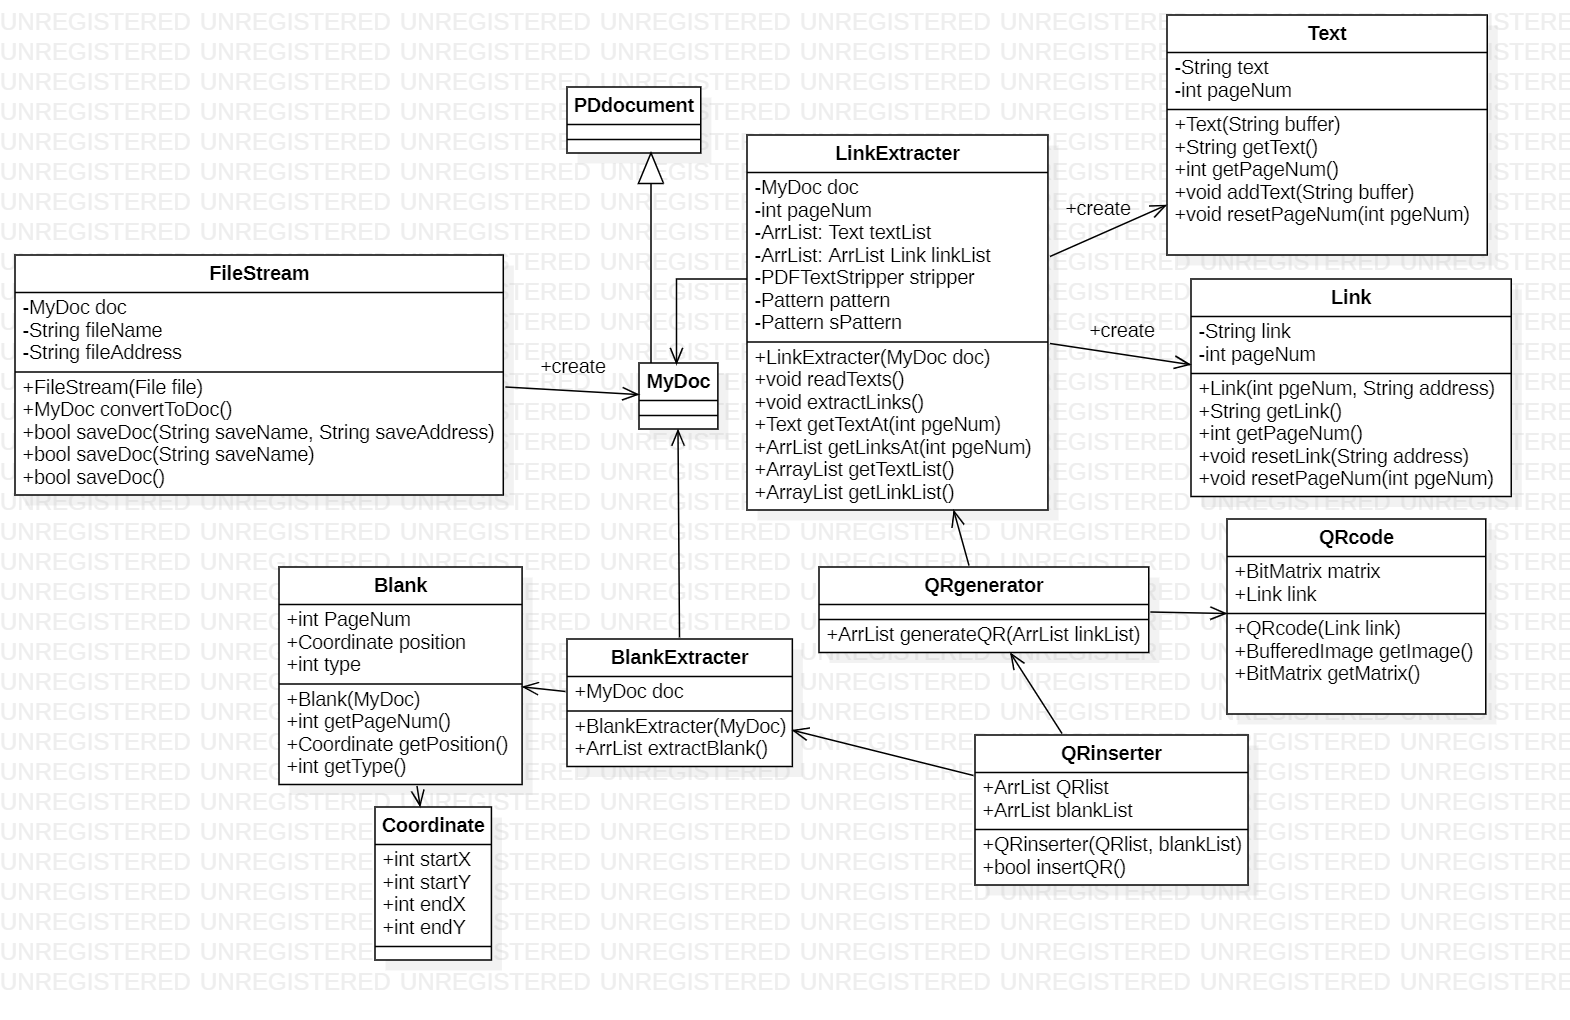 UNREGISTERED
PDdocument
Text
-String text
-int pageNum
+Text(String buffer)
+String getText()
+int getPageNum()
+void addText(String buffer)
+void resetPageNum(int pgeNum)
LinkExtracter
-MyDoc doc
-int pageNum
-ArrList: Text textList
-ArrList: ArrList Link linkList
-PDFTextStripper stripper
-Pattern pattern
-Pattern sPattern
+LinkExtracter(MyDoc doc)
+void readTexts()
+void extractLinks()
+Text getTextAt(int pgeNum)
+ArrList getLinksAt(int pgeNum)
+ArrayList getTextList()
+ArrayList getLinkList()
+create
+create
FileStream
-MyDoc doc
-String fileName
-String fileAddress
+FileStream(File file)
+MyDoc convertToDoc()
+bool saveDoc(String saveName, String saveAddress)
+bool saveDoc(String saveName)
+bool saveDoc()
+create
MyDoc
Link
-String link
-int pageNum
+Link(int pgeNum, String address)
+String getLink()
+int getPageNum()
+void resetLink(String address)
+void resetPageNum(int pgeNum)
QRcode
+BitMatrix matrix
+Link link
+QRcode(Link link)
+BufferedImage getImage()
+BitMatrix getMatrix()
QRgenerator
+ArrList generateQR(ArrList linkList)
Blank
+int PageNum
+Coordinate position
+int type
+Blank(MyDoc)
+int getPageNum()
+Coordinate getPosition()
+int getType()
BlankExtracter
+MyDoc doc
+BlankExtracter(MyDoc)
+ArrList extractBlank()
QRinserter
+ArrList QRlist
+ArrList blankList
+QRinserter(QRlist, blankList)
+bool insertQR()
Coordinate
+int startX
+int startY
+int endX
+int endY